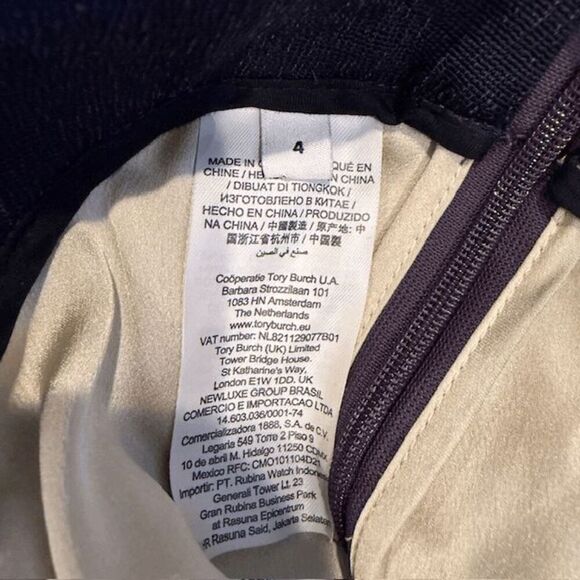 4
MADE IN QUÉ EN
CHINE / CHINA
/ DIBUAT DI TIONGKOK /
ИЗГОТОВЛЕНО В КИТАЕ /
HECHO EN CHINA / PRODUZIDO
NA CHINA / 中國製造 / 原产地: 中
国浙江省杭州市 / 中國製
صنع في الصين
Coöperatie Tory Burch U.A.
Barbara Strozzilaan 101
1083 HN Amsterdam
The Netherlands
www.toryburch.com
VAT number: NL821129077B01
Tory Burch (UK) Limited
Tower Bridge House,
St Katharine's Way,
London E1W 1DD. UK
NEWLUXE GROUP BRASIL
COMERCIO E IMPORTACAO LTDA
14.603.036/0001-74
Comercializadora 1888, S.A. de C.V.
Legaria 549 Torre 2 Piso 9
10 de abril M. Hidalgo 11250 CDMX
Mexico RFC: CMO101104D21
Importir: PT. Rubina Watch Indonesia
Generali Tower Lt. 23
Gran Rubina Business Park
at Rasuna Epicentrum
HR Rasuna Said, Jakarta Selatan